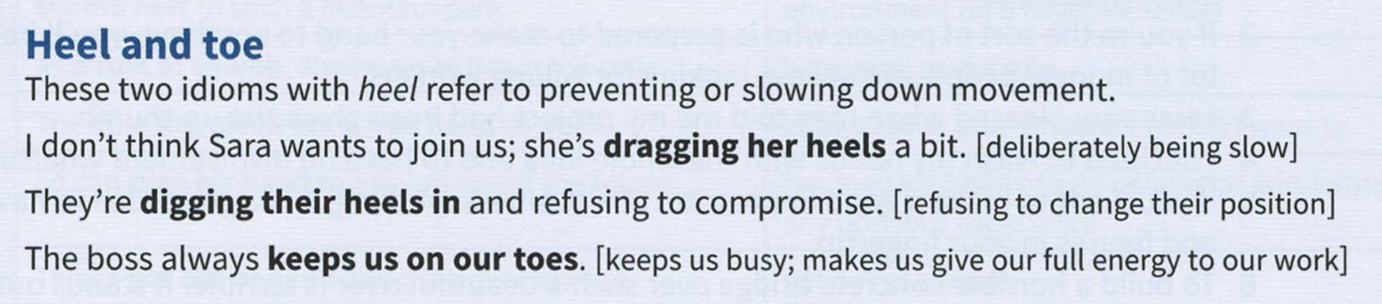 Heel and toe
These two idioms with heel refer to preventing or slowing down movement.
I don't think Sara wants to join us; she's dragging her heels a bit. [deliberately being slow]
They're digging their heels in and refusing to compromise. [refusing to change their position]
The boss always keeps us on our toes. [keeps us busy; makes us give our full energy to our work]